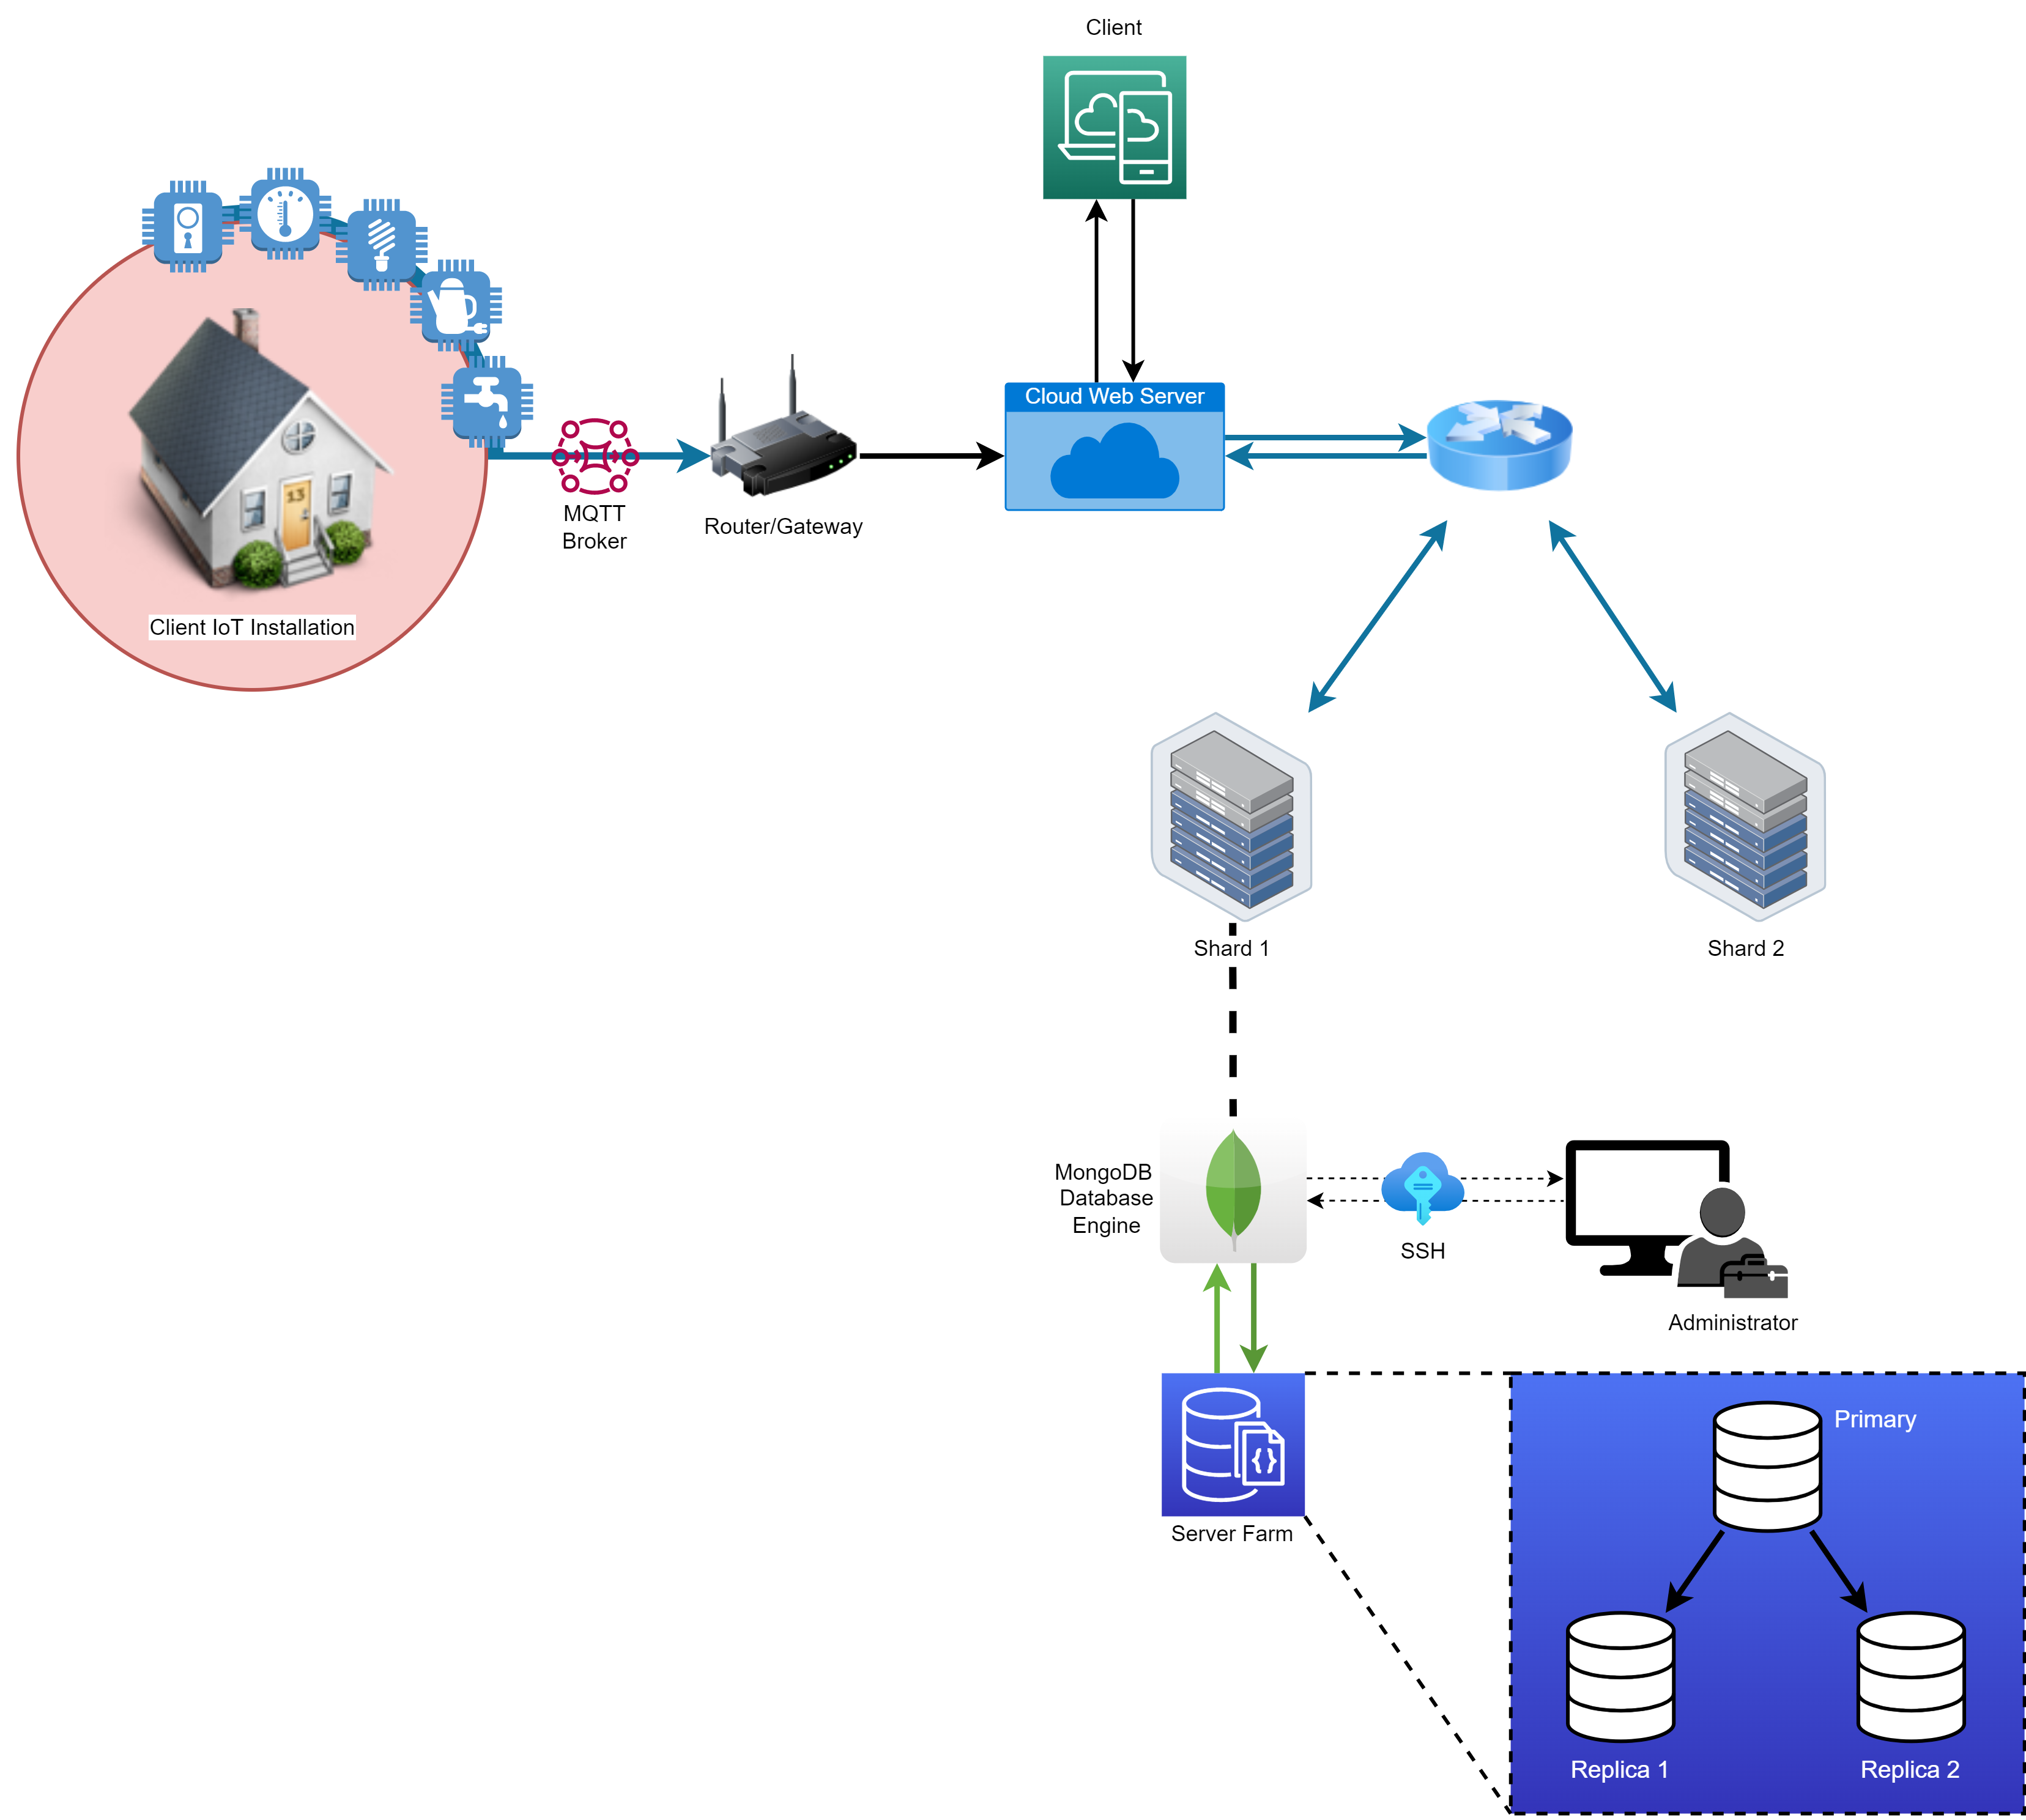 Client
Cloud Web Server
MQTT
Broker
Router/Gateway
13
Client IoT Installation
Shard 1
Shard 2
MongoDB
Database
Engine
SSH
Administrator
Server Farm
Primary
Replica 1
Replica 2